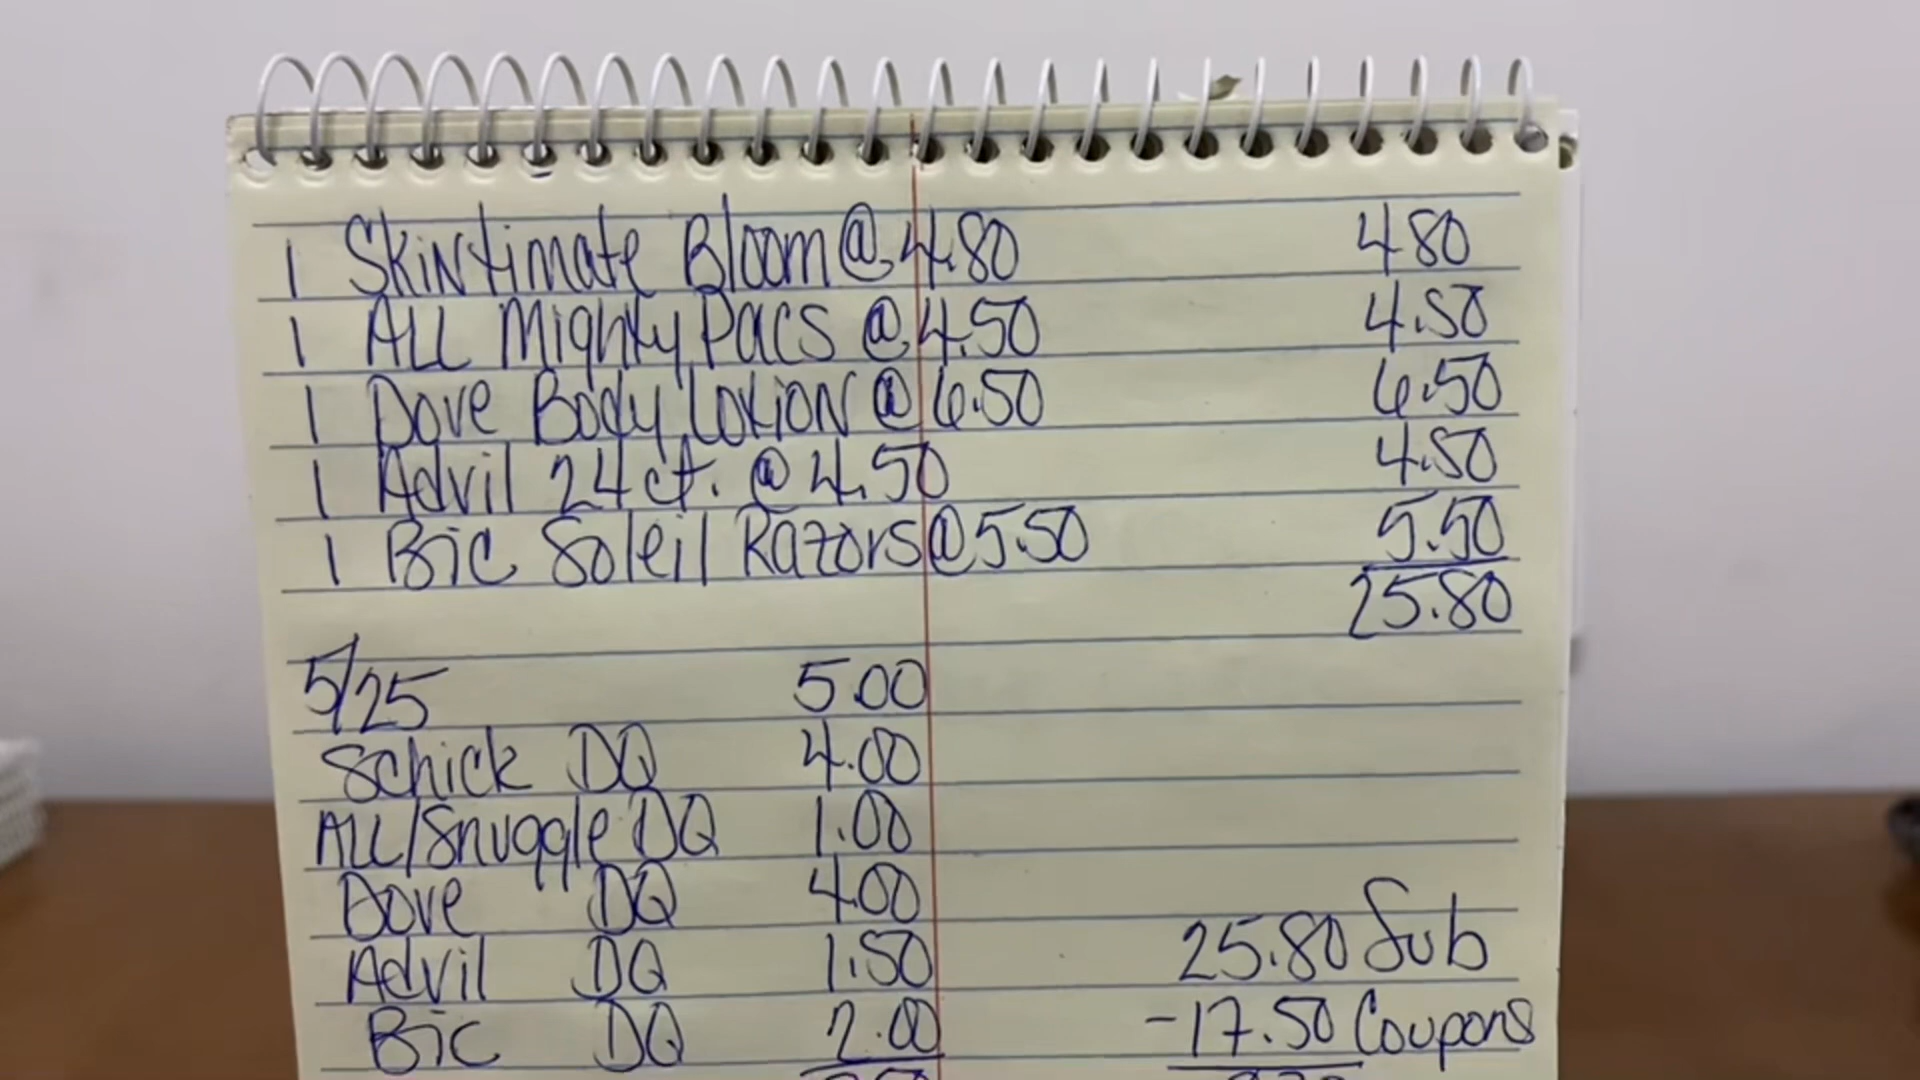 1 Skintimate Bloom @ 4.80 4 80
1 ALL Mighty Pacs @ 4.50 4.50
1 Dove Body Lotion @ 6.50 6.50
1 Advil 24 ct. @ 4.50 4.50
1 Bic Soleil Razors @ 5.50 5.50
25.80
5/25 5.00
Schick DQ 4.00
ALL/Snuggle DQ 1.00
Dove DQ 4.00
25.80 Sub
Advil DQ 1.50
-17.50 Coupons
Bic DQ 2.00